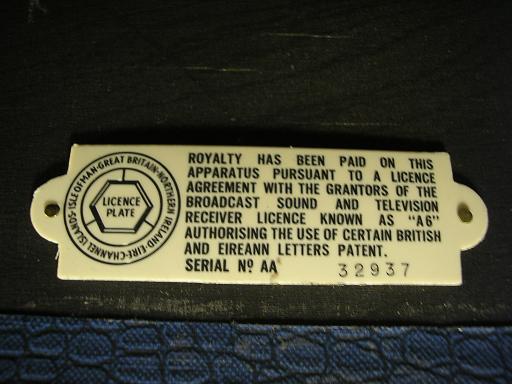 ISLE OF MAN·GREAT BRITAIN·NORTHERN IRELAND·EIRE·CHANNEL ISLANDS·
LICENCE
PLATE
ROYALTY HAS BEEN PAID ON THIS
APPARATUS PURSUANT TO A LICENCE
AGREEMENT WITH THE GRANTORS OF THE
BROADCAST SOUND AND TELEVISION
RECEIVER LICENCE KNOWN AS "A6"
AUTHORISING THE USE OF CERTAIN BRITISH
AND EIREANN LETTERS PATENT.
SERIAL Nº AA 32937